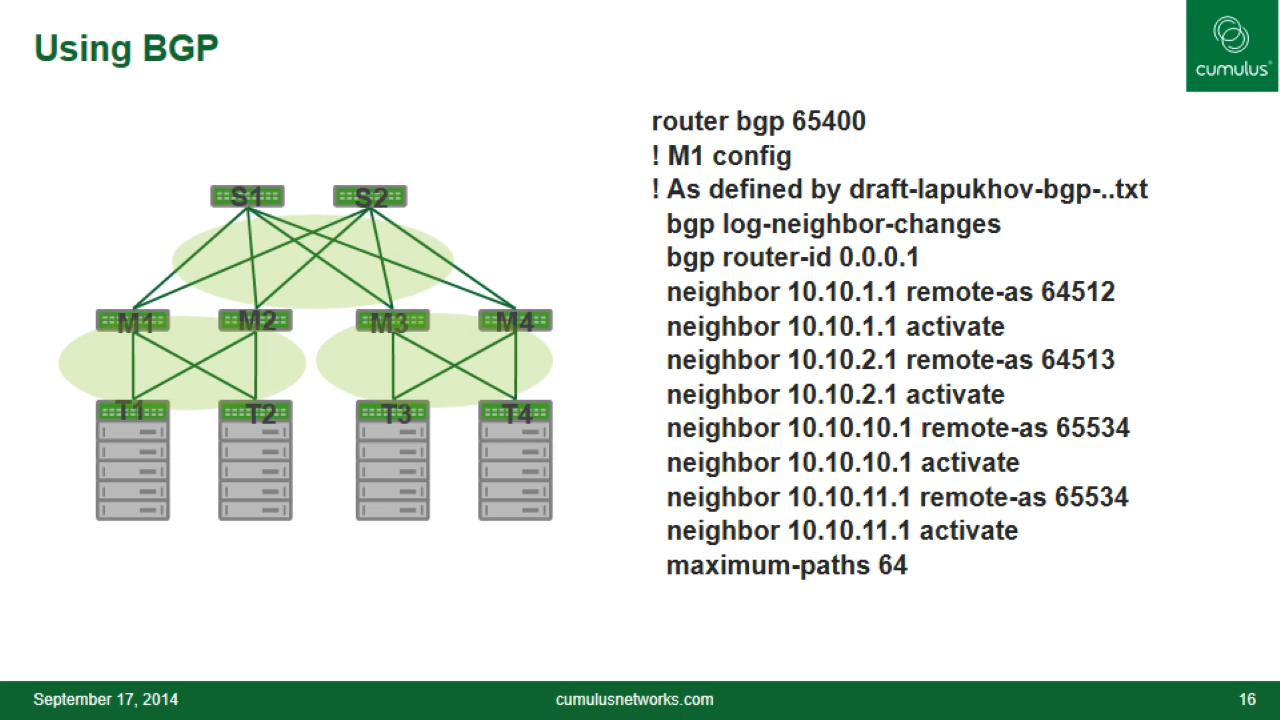 Using BGP
cumulus®
router bgp 65400
! M1 config
! As defined by draft-lapukhov-bgp-..txt
bgp log-neighbor-changes
bgp router-id 0.0.0.1
neighbor 10.10.1.1 remote-as 64512
neighbor 10.10.1.1 activate
neighbor 10.10.2.1 remote-as 64513
neighbor 10.10.2.1 activate
neighbor 10.10.10.1 remote-as 65534
neighbor 10.10.10.1 activate
neighbor 10.10.11.1 remote-as 65534
neighbor 10.10.11.1 activate
maximum-paths 64
S1 S2
M1 M2 M3 M4
T1 T2 T3 T4
September 17, 2014 cumulusnetworks.com 16